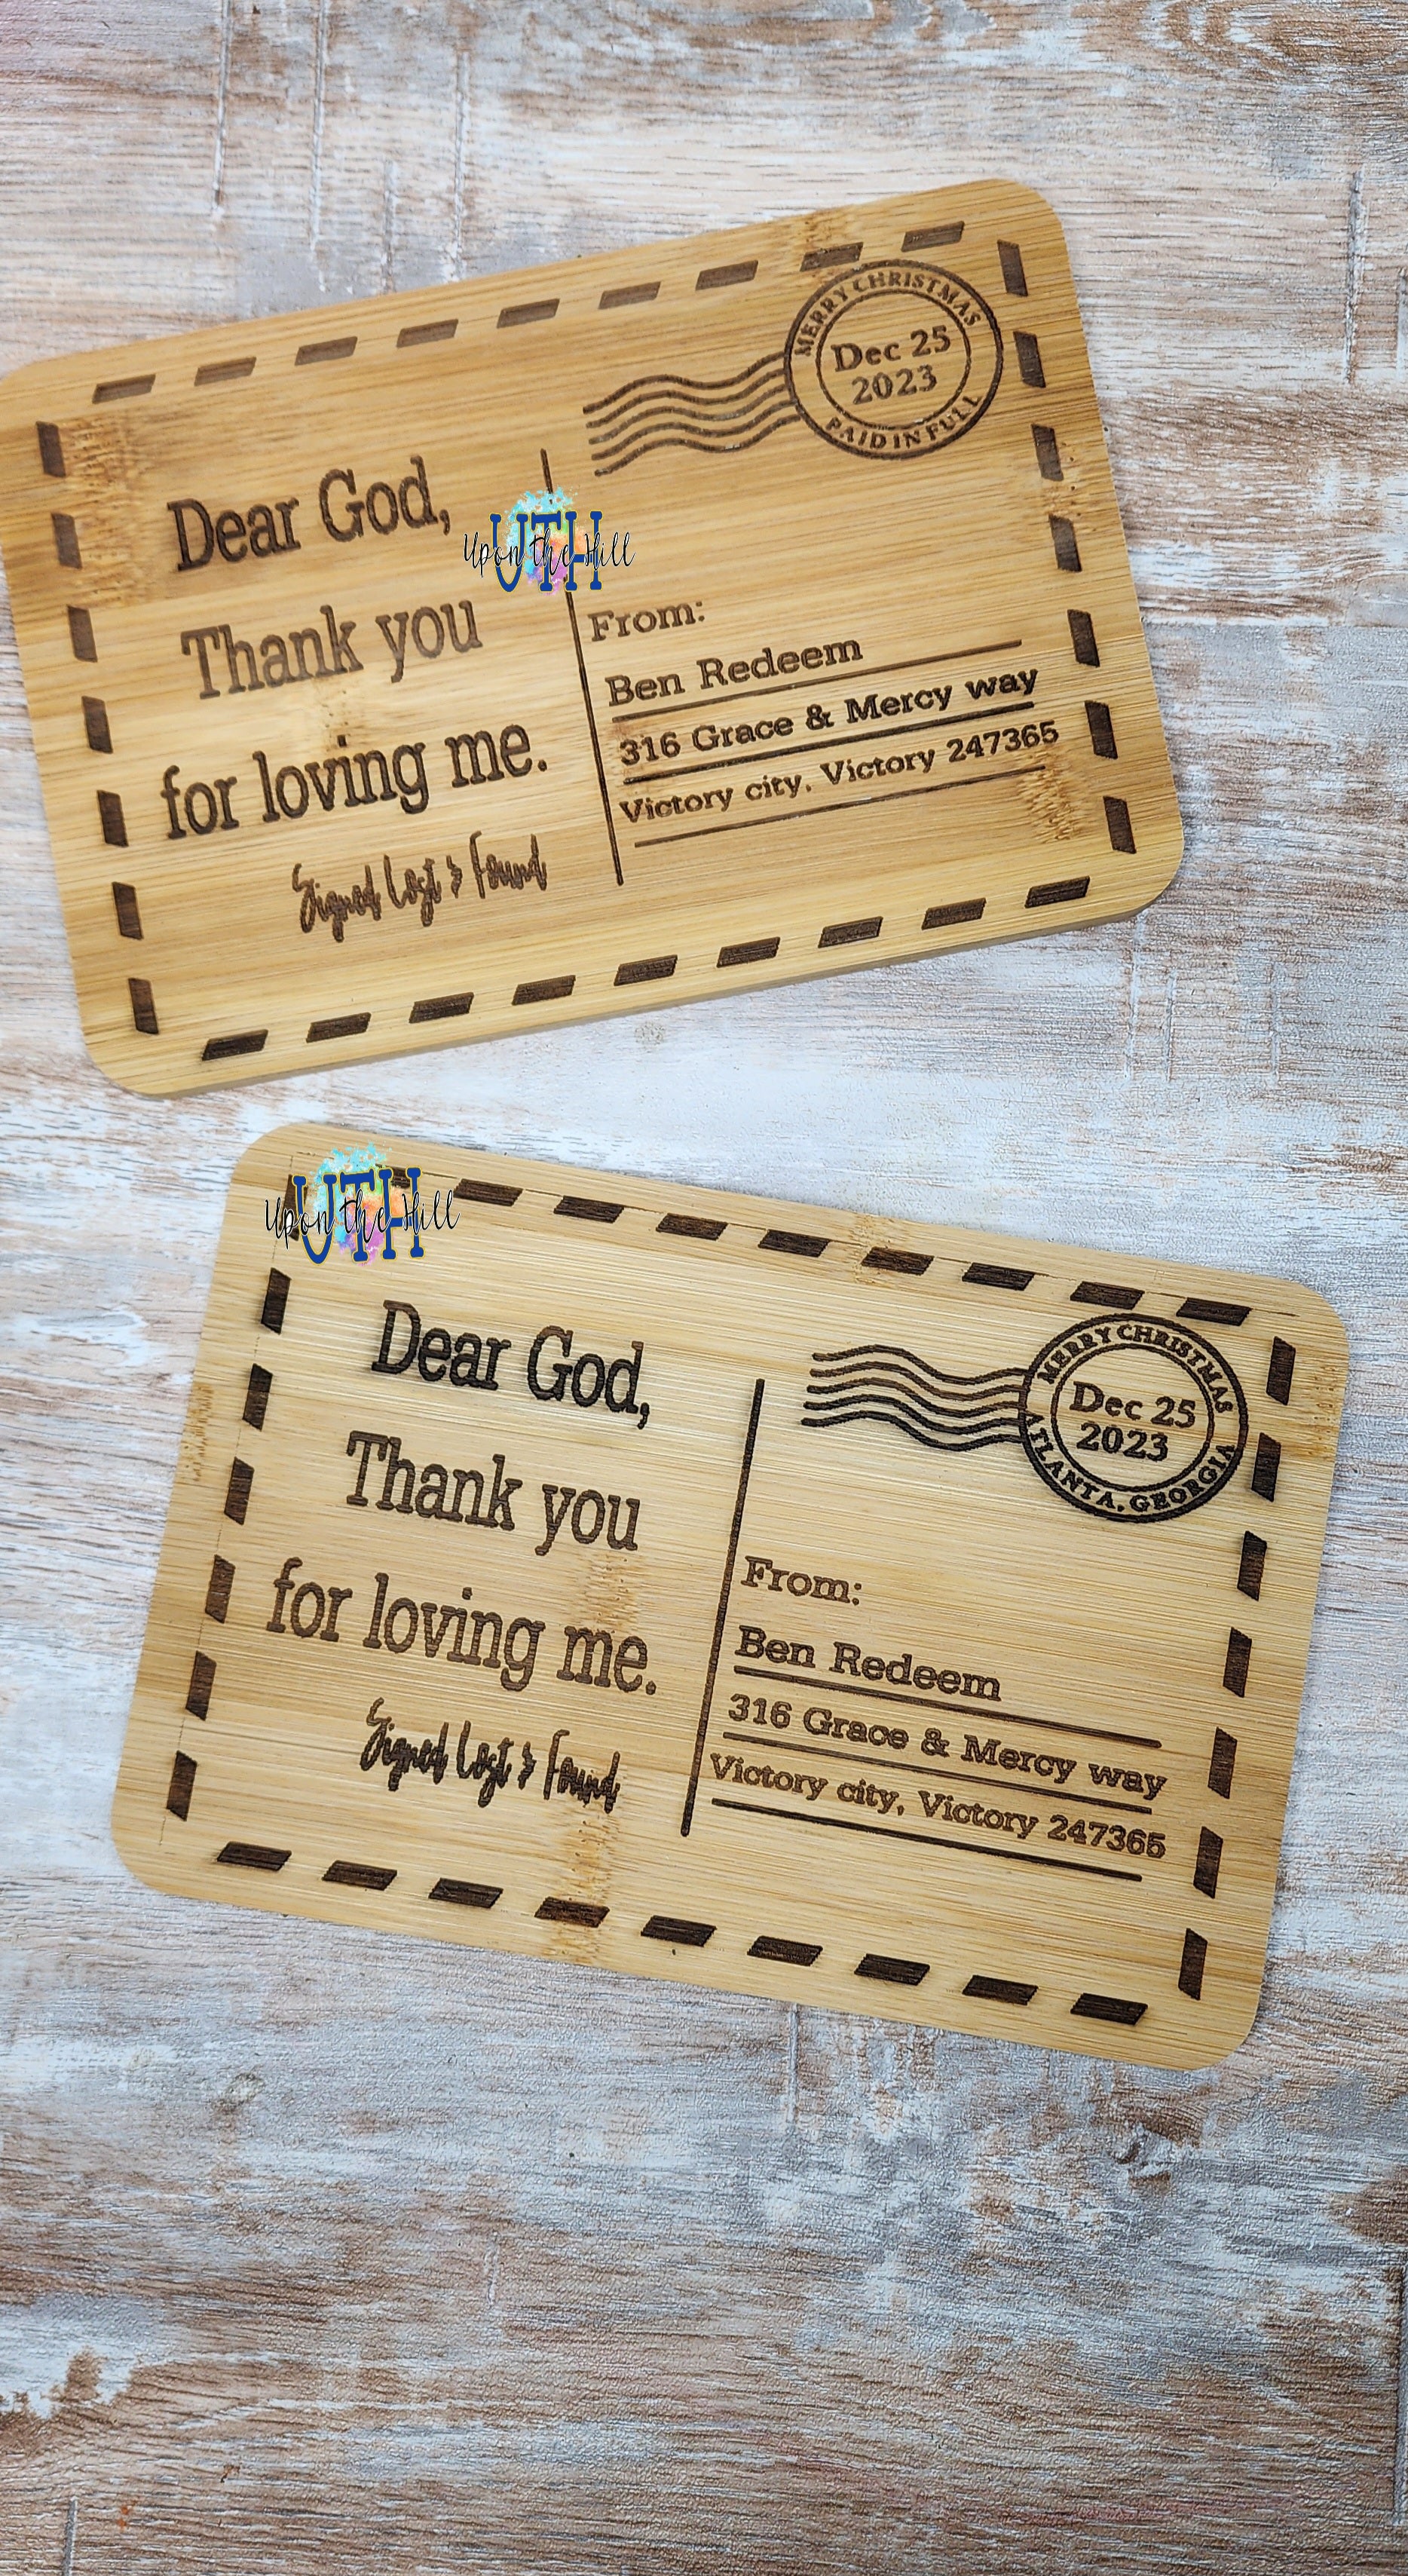 MERRY CHRISTMAS
Dec 25
2023
PAID IN FULL
Dear God,
Thank you
for loving me.
Signed Lost & Found
UTH
Upon the Hill
From:
Ben Redeem
316 Grace & Mercy way
Victory city, Victory 247365
UTH
Upon the Hill
MERRY CHRISTMAS
Dec 25
2023
ATLANTA, GEORGIA
Dear God,
Thank you
for loving me.
Signed Lost & Found
From:
Ben Redeem
316 Grace & Mercy way
Victory city, Victory 247365